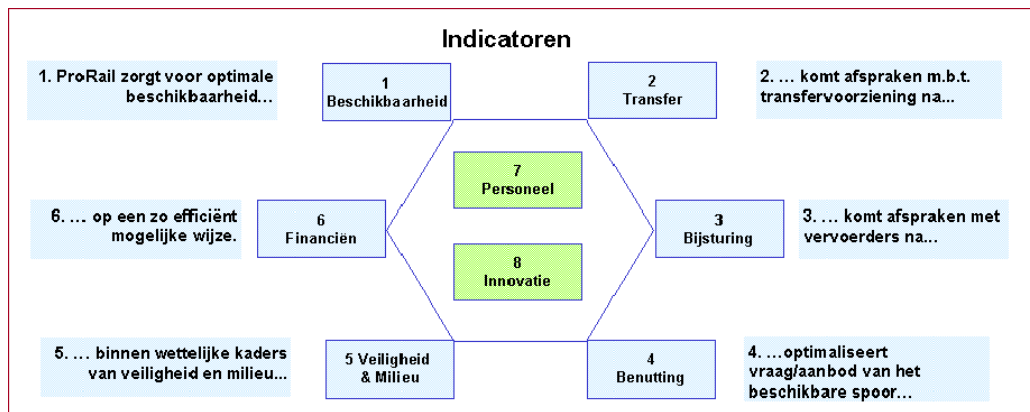 Indicatoren
1. ProRail zorgt voor optimale
beschikbaarheid...
1
Beschikbaarheid
2
Transfer
2. ... komt afspraken m.b.t.
transfervoorziening na...
7
Personeel
6. ... op een zo efficiënt
mogelijke wijze.
6
Financiën
3
Bijsturing
3. ... komt afspraken met
vervoerders na...
8
Innovatie
5. ... binnen wettelijke kaders
van veiligheid en milieu...
5 Veiligheid
& Milieu
4
Benutting
4. ...optimaliseert
vraag/aanbod van het
beschikbare spoor...